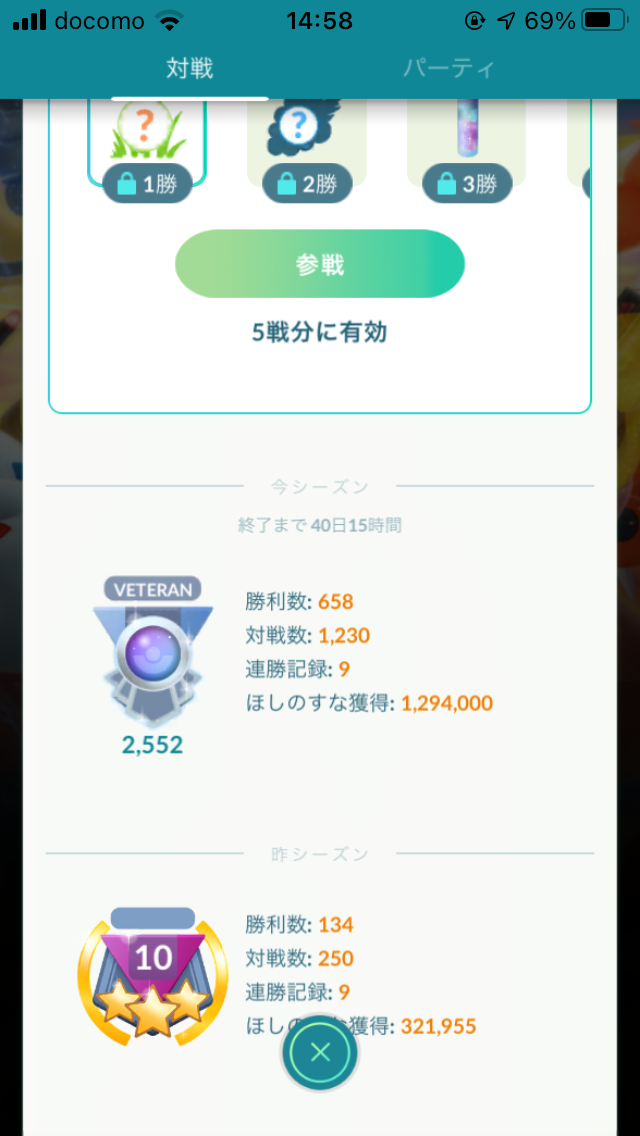 docomo 14:58 69%
対戦 パーティ
? ?
1勝 2勝 3勝
参戦
5戦分に有効
今シーズン
終了まで 40日15時間
VETERAN
勝利数: 658
対戦数: 1,230
連勝記録: 9
ほしのすな獲得: 1,294,000
2,552
昨シーズン
10
勝利数: 134
対戦数: 250
連勝記録: 9
ほしのすな獲得: 321,955